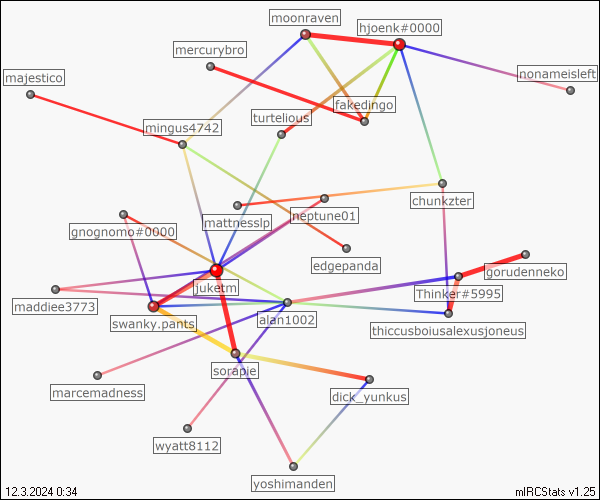 moonraven
hjoenk#0000
mercurybro
majestico
nonameisleft
fakedingo
turtelious
mingus4742
chunkzter
mattnesslp
neptune01
gnognomo#0000
edgepanda
gorudenneko
juketm
Thinker#5995
maddiee3773
swanky.pants
alan1002
thiccusboiusalexusjoneus
sorapie
marcemadness
dick_yunkus
wyatt8112
yoshimanden
12.3.2024 0:34
mIRCStats v1.25